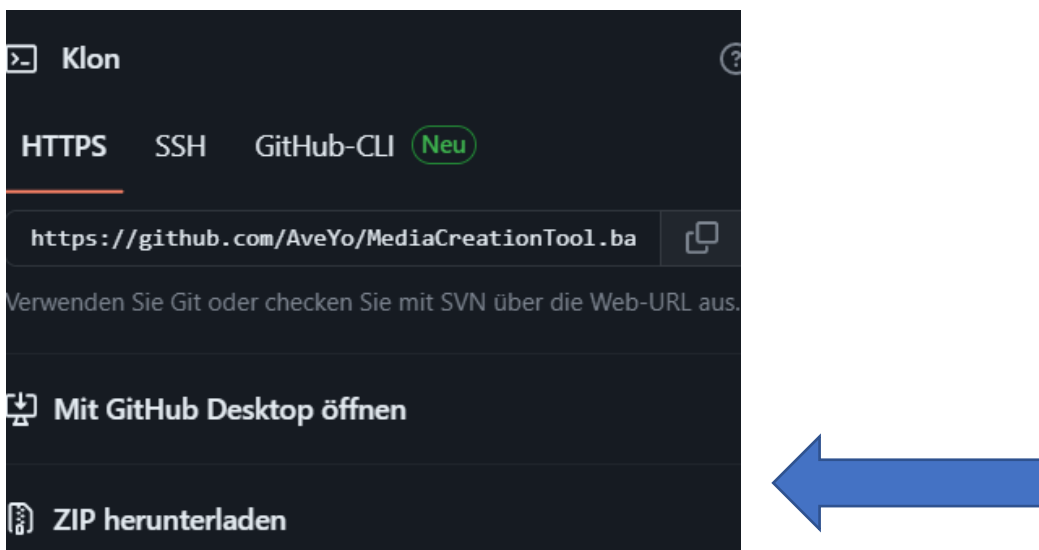 Klon
HTTPS SSH GitHub-CLI Neu
https://github.com/AveYo/MediaCreationTool.ba
Verwenden Sie Git oder checken Sie mit SVN über die Web-URL aus.
Mit GitHub Desktop öffnen
ZIP herunterladen